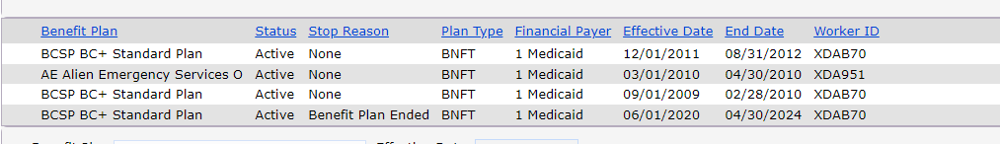 Benefit Plan Status Stop Reason Plan Type Financial Payer Effective Date End Date Worker ID
BCSP BC+ Standard Plan Active None BNFT 1 Medicaid 12/01/2011 08/31/2012 XDAB70
AE Alien Emergency Services O Active None BNFT 1 Medicaid 03/01/2010 04/30/2010 XDA951
BCSP BC+ Standard Plan Active None BNFT 1 Medicaid 09/01/2009 02/28/2010 XDAB70
BCSP BC+ Standard Plan Active Benefit Plan Ended BNFT 1 Medicaid 06/01/2020 04/30/2024 XDAB70